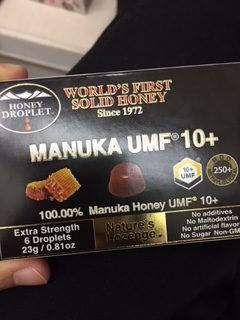 HONEY
DROPLET
WORLD'S FIRST
SOLID HONEY
Since 1972
MANUKA UMF® 10+
10+
UMF
250+
100.00% Manuka Honey UMF® 10+
Extra Strength
6 Droplets
23g / 0.81oz
Nature's
Lozenge
No additives
No Maltodextrin
No artificial flavor
No Sugar Non-GM